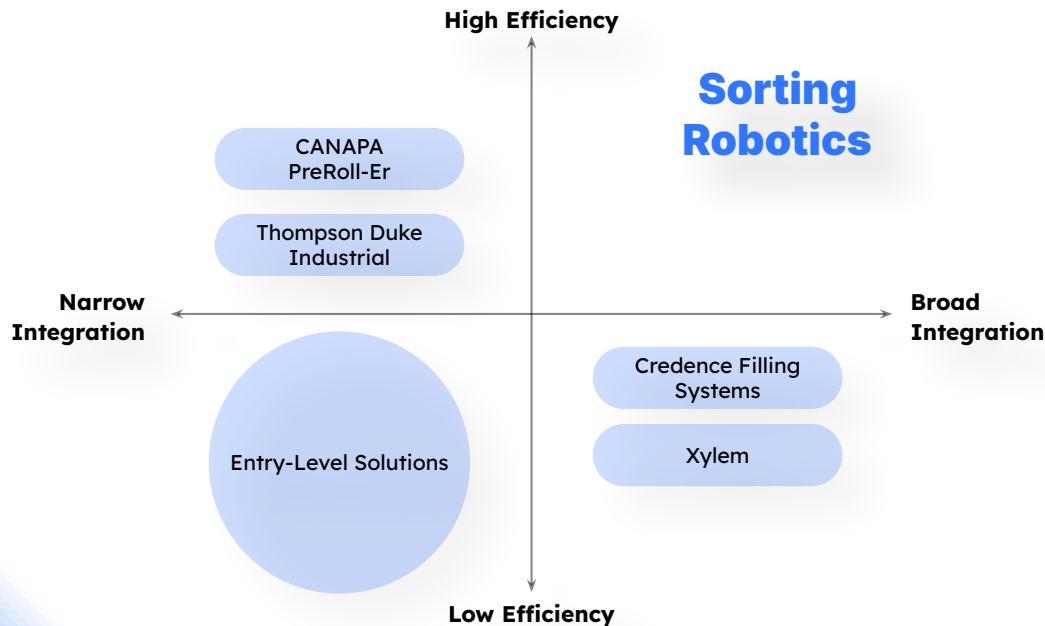 High Efficiency
Sorting
Robotics
CANAPA
PreRoll-Er
Thompson Duke
Industrial
Narrow
Integration
Broad
Integration
Credence Filling
Systems
Entry-Level Solutions
Xylem
Low Efficiency